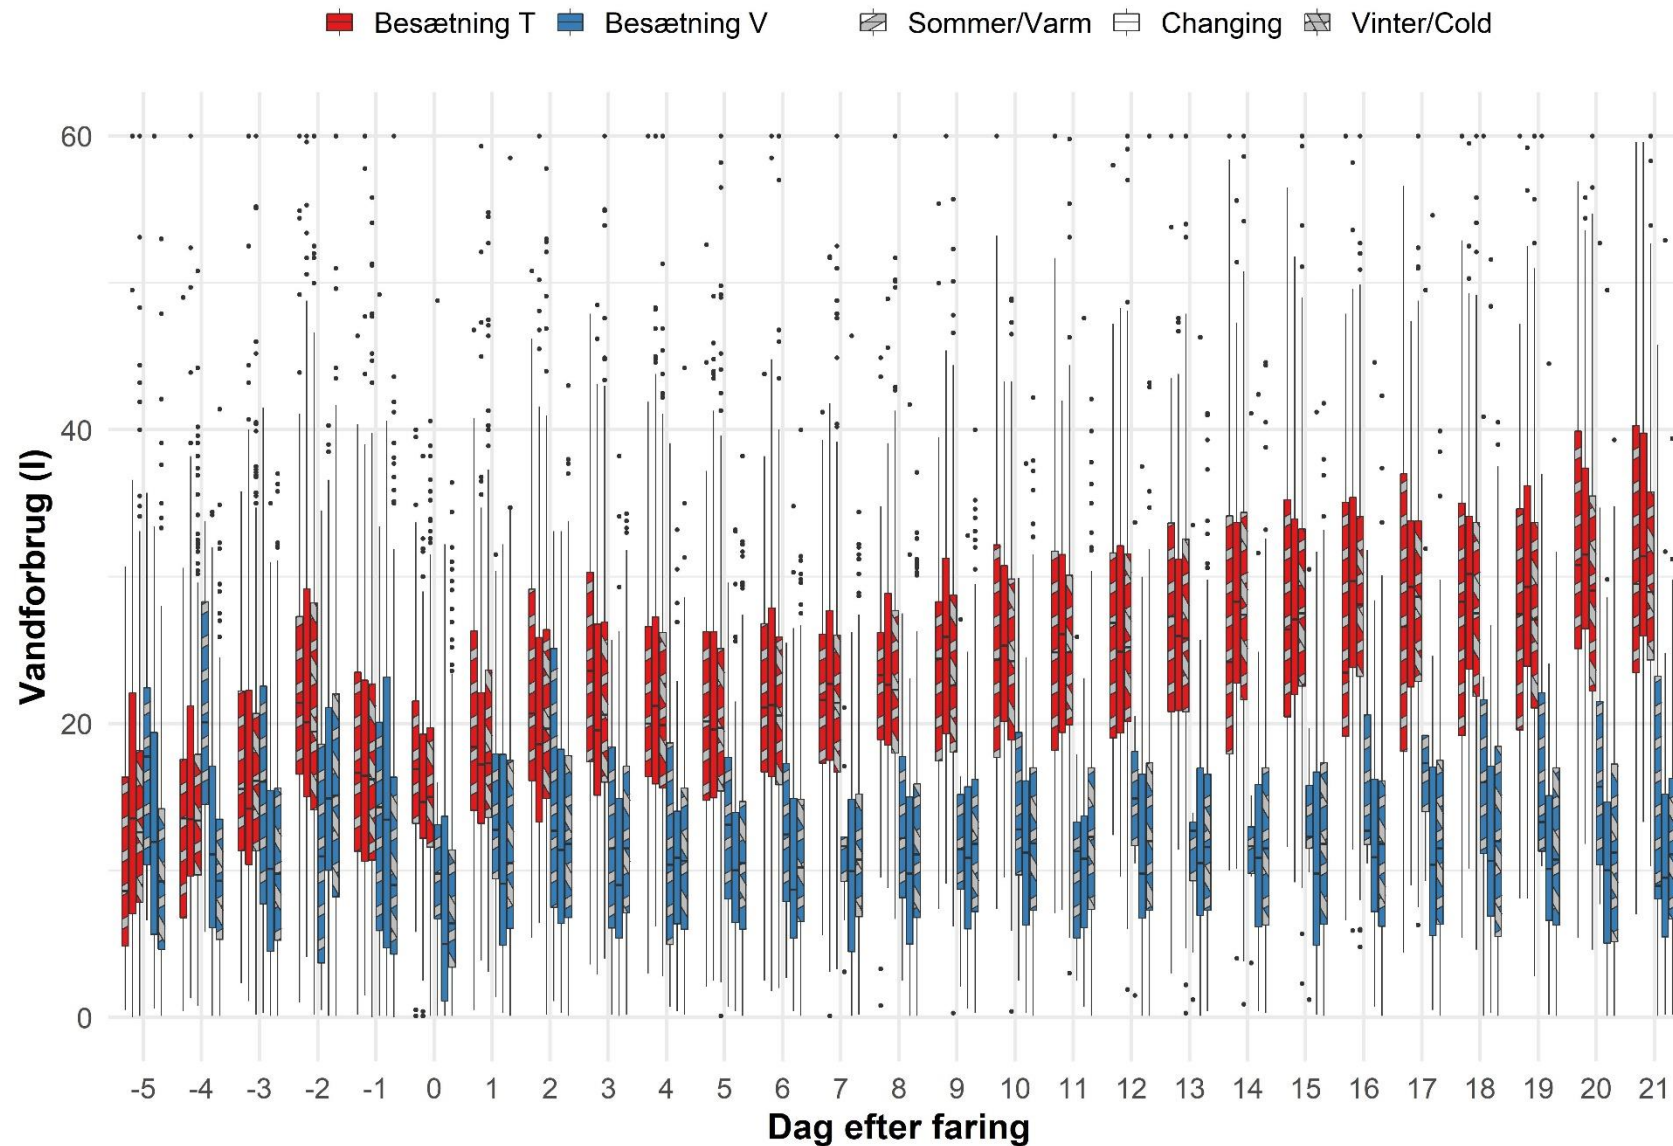 Besætning T Besætning V Sommer/Varm Changing Vinter/Cold
60
40
20
0
Vandforbrug (l)
-5 -4 -3 -2 -1 0 1 2 3 4 5 6 7 8 9 10 11 12 13 14 15 16 17 18 19 20 21
Dag efter faring